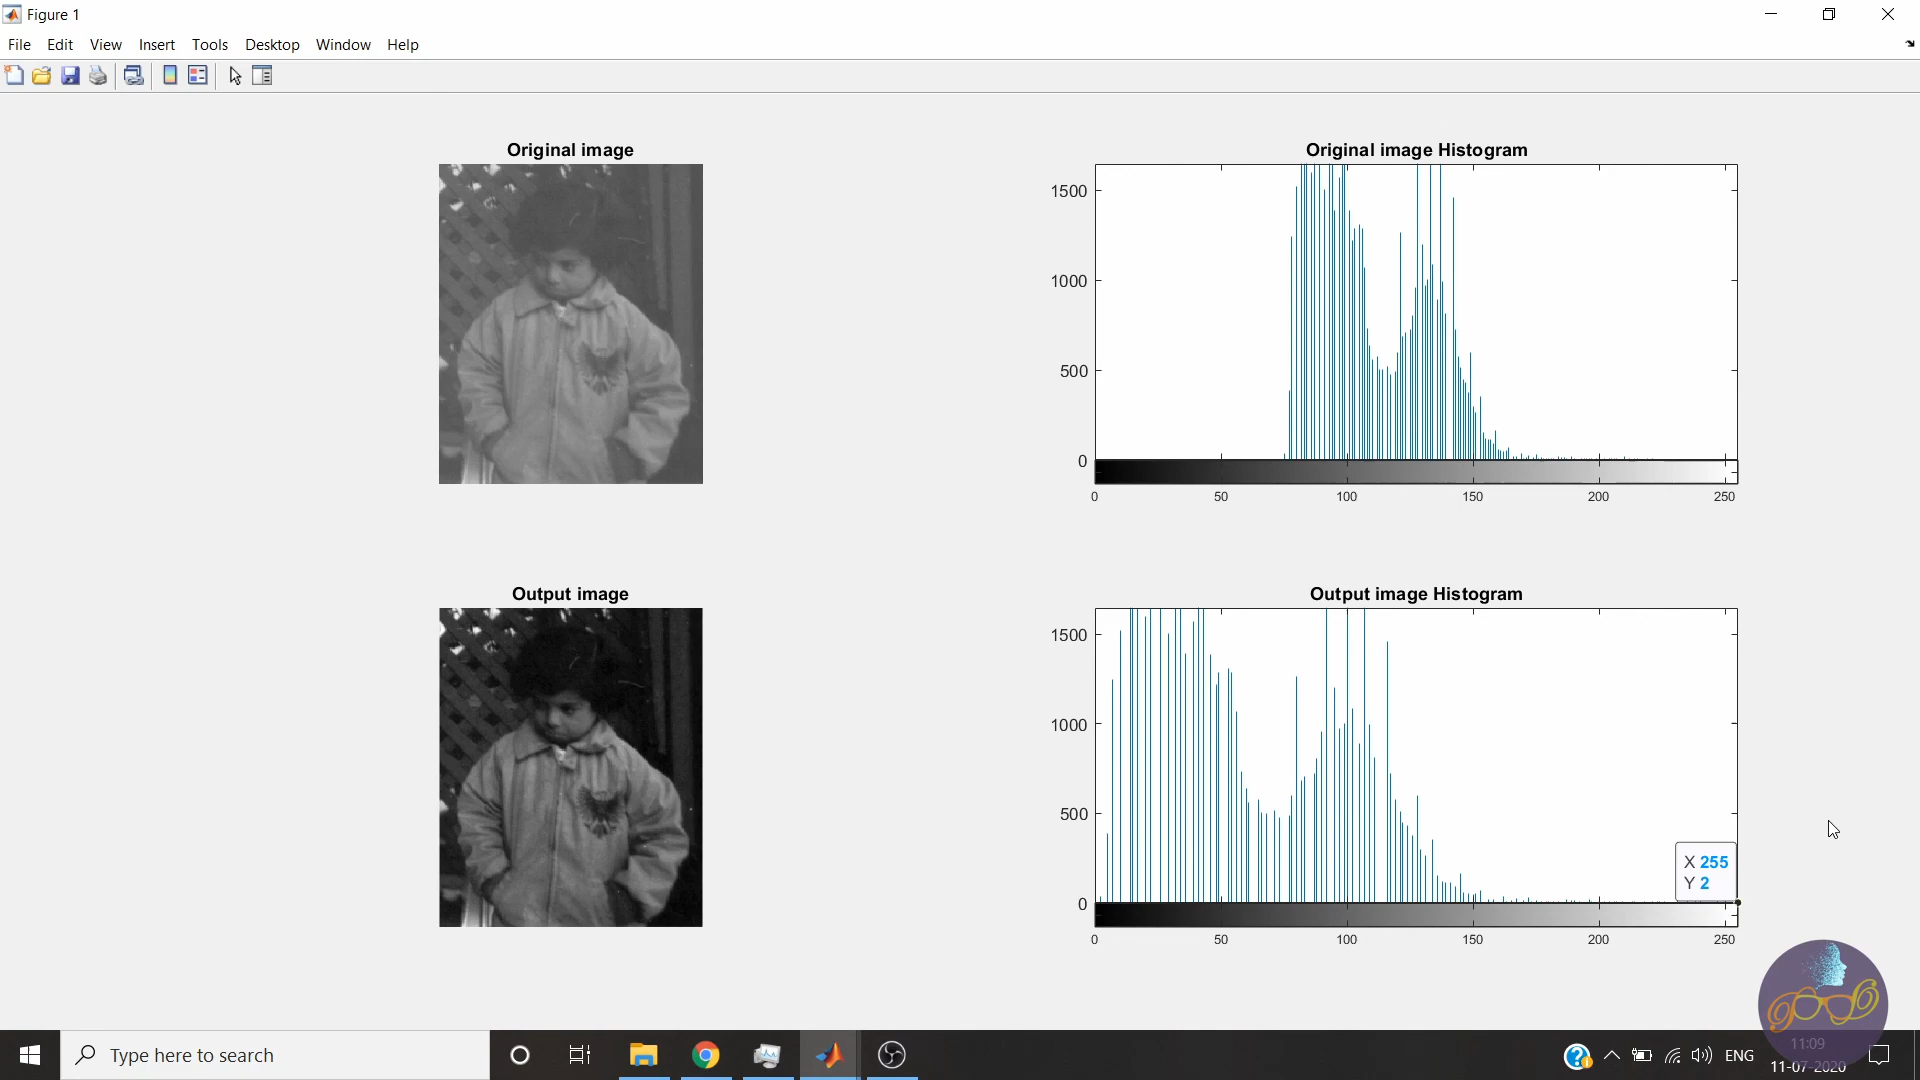 Figure 1
File Edit View Insert Tools Desktop Window Help
Original image
Original image Histogram
1500
1000
500
0
0 50 100 150 200 250
Output image
Output image Histogram
1500
1000
500
0
X 255
Y 2
0 50 100 150 200 250
Type here to search
ENG
11:09
11-07-2020